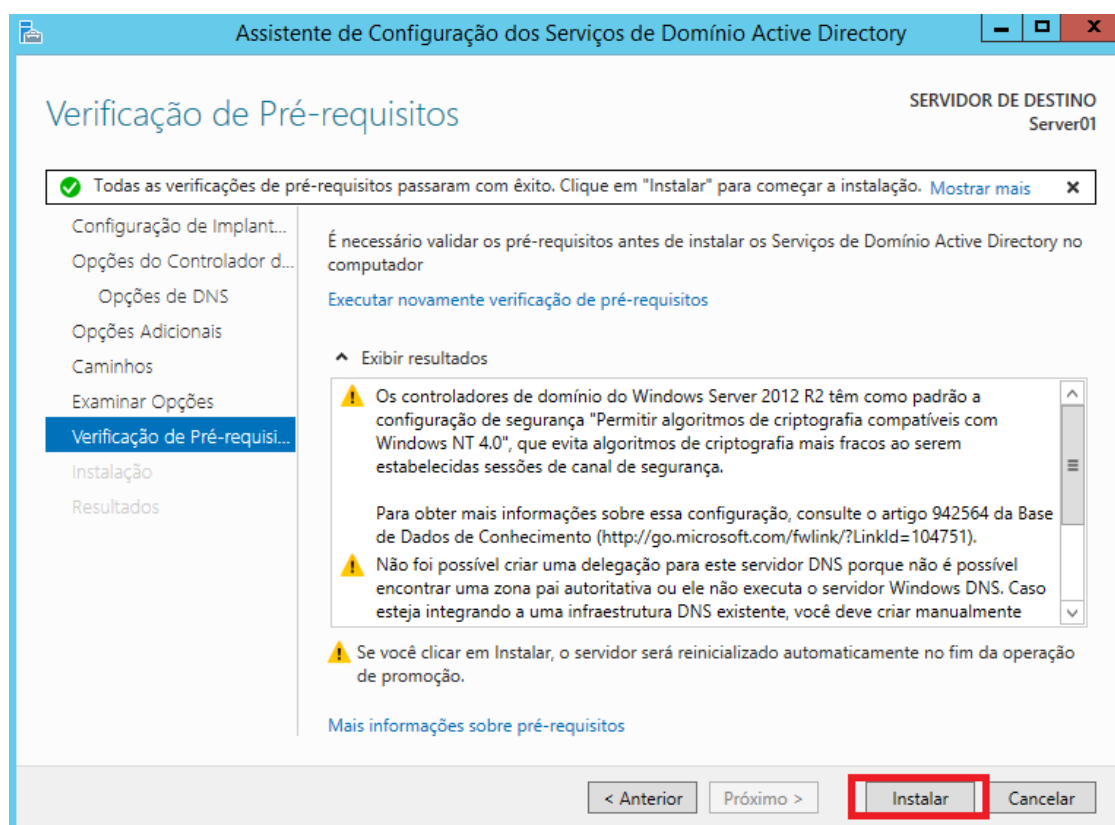 Assistente de Configuração dos Serviços de Domínio Active Directory
Verificação de Pré-requisitos
SERVIDOR DE DESTINO
Server01
Todas as verificações de pré-requisitos passaram com êxito. Clique em "Instalar" para começar a instalação. Mostrar mais
Configuração de Implant...
Opções do Controlador d...
Opções de DNS
Opções Adicionais
Caminhos
Examinar Opções
Verificação de Pré-requisi...
Instalação
Resultados
É necessário validar os pré-requisitos antes de instalar os Serviços de Domínio Active Directory no
computador
Executar novamente verificação de pré-requisitos
Exibir resultados
Os controladores de domínio do Windows Server 2012 R2 têm como padrão a
configuração de segurança "Permitir algoritmos de criptografia compatíveis com
Windows NT 4.0", que evita algoritmos de criptografia mais fracos ao serem
estabelecidas sessões de canal de segurança.
Para obter mais informações sobre essa configuração, consulte o artigo 942564 da Base
de Dados de Conhecimento (http://go.microsoft.com/fwlink/?LinkId=104751).
Não foi possível criar uma delegação para este servidor DNS porque não é possível
encontrar uma zona pai autoritativa ou ele não executa o servidor Windows DNS. Caso
esteja integrando a uma infraestrutura DNS existente, você deve criar manualmente
Se você clicar em Instalar, o servidor será reinicializado automaticamente no fim da operação
de promoção.
Mais informações sobre pré-requisitos
< Anterior
Próximo >
Instalar
Cancelar